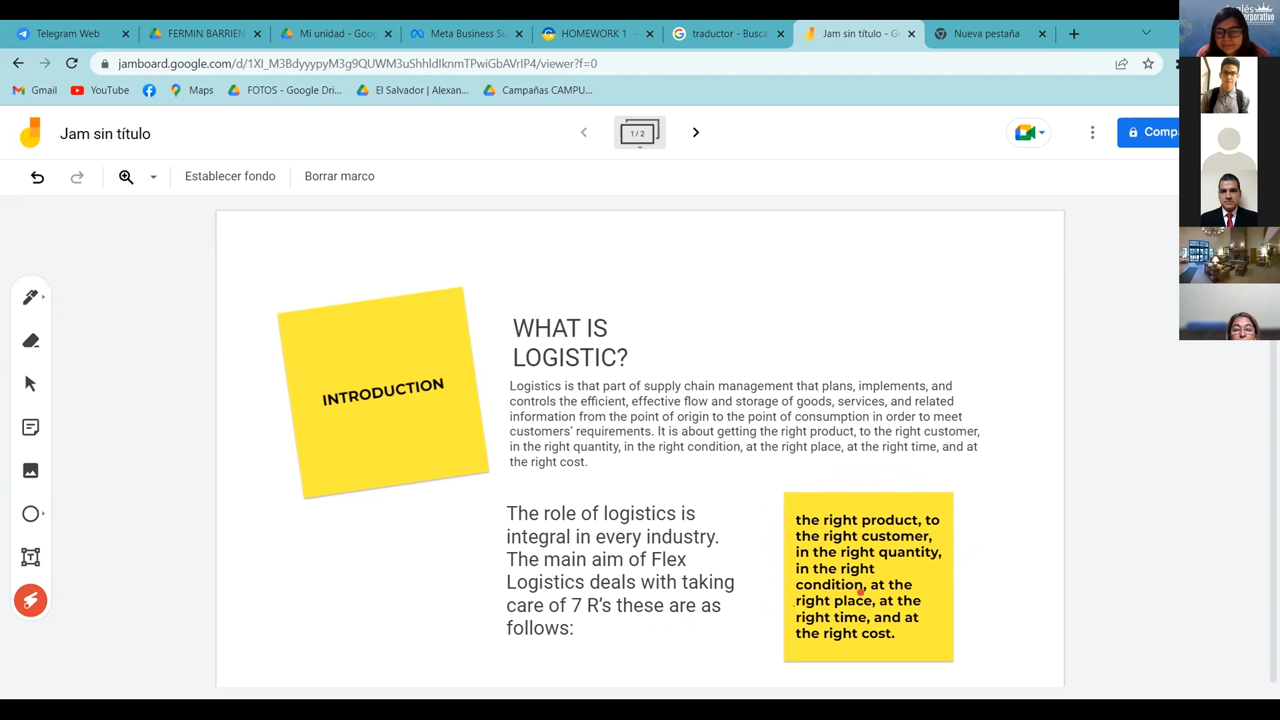 Telegram Web
FERMIN BARRIEN
Mi unidad - Goog
Meta Business Su
HOMEWORK 1 -
traductor - Busca
Jam sin título - G
Nueva pestaña
jamboard.google.com/d/1XI_M3BdyyypyM3g9QUWM3uShhldIknmTPwiGbAVrIP4/viewer?f=0
Gmail
YouTube
Maps
FOTOS - Google Dri...
El Salvador | Alexan...
Campañas CAMPU...
Jam sin título
1 / 2
Comp
Establecer fondo
Borrar marco
INTRODUCTION
WHAT IS
LOGISTIC?
Logistics is that part of supply chain management that plans, implements, and
controls the efficient, effective flow and storage of goods, services, and related
information from the point of origin to the point of consumption in order to meet
customers' requirements. It is about getting the right product, to the right customer,
in the right quantity, in the right condition, at the right place, at the right time, and at
the right cost.
The role of logistics is
integral in every industry.
The main aim of Flex
Logistics deals with taking
care of 7 R's these are as
follows:
the right product, to
the right customer,
in the right quantity,
in the right
condition, at the
right place, at the
right time, and at
the right cost.